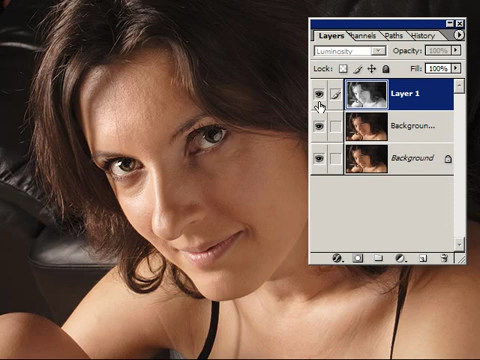 Layers Channels Paths History
Luminosity Opacity: 100%
Lock: Fill: 100%
Layer 1
Backgroun...
Background